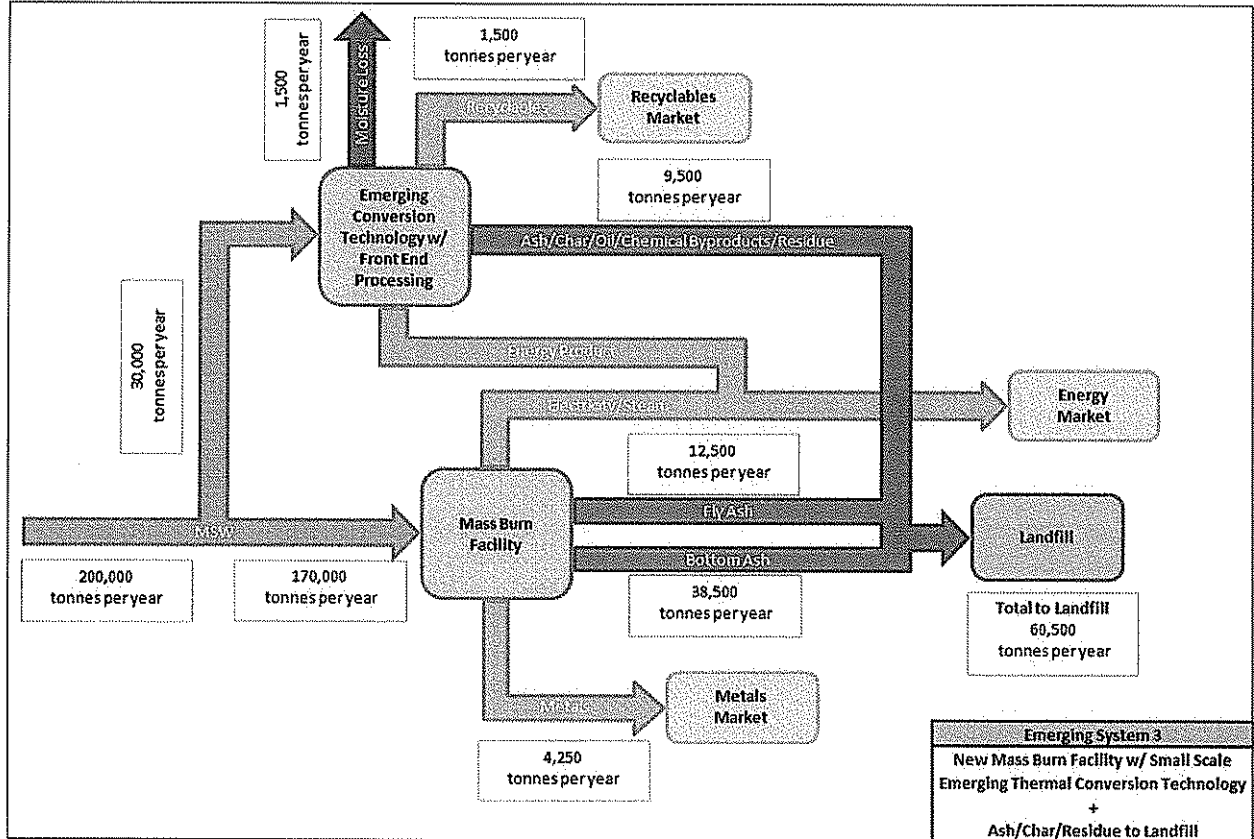 1,500
tonnes per year
Moisture Loss
1,500
tonnes per year
Recyclables
Recyclables
Market
9,500
tonnes per year
Emerging
Conversion
Technology w/
Front End
Processing
Ash/Char/Oil/Chemical Byproducts/Residue
30,000
tonnes per year
Energy Product
Electricity/Steam
Energy
Market
12,500
tonnes per year
Fly Ash
Mass Burn
Facility
MSW
Landfill
Bottom Ash
200,000
tonnes per year
170,000
tonnes per year
38,500
tonnes per year
Total to Landfill
60,500
tonnes per year
Metals
Metals
Market
4,250
tonnes per year
Emerging System 3
New Mass Burn Facility w/ Small Scale
Emerging Thermal Conversion Technology
+
Ash/Char/Residue to Landfill